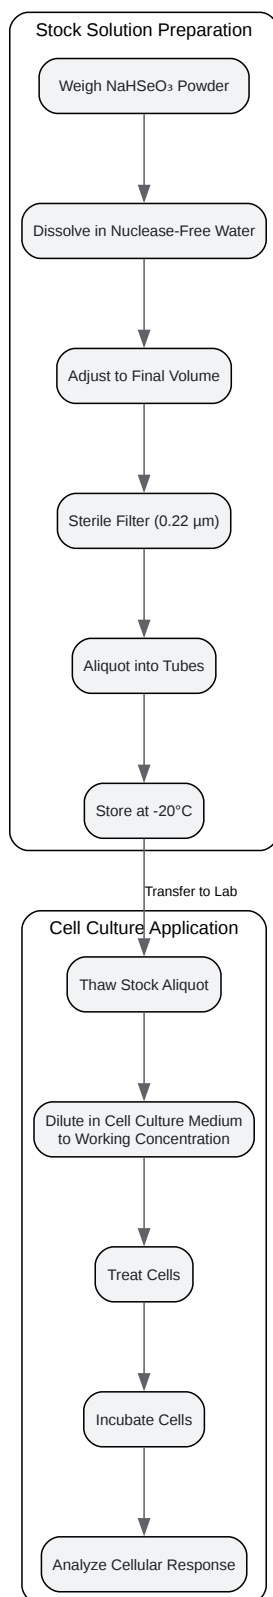 Stock Solution Preparation
Weigh NaHSeO₃ Powder
Dissolve in Nuclease-Free Water
Adjust to Final Volume
Sterile Filter (0.22 µm)
Aliquot into Tubes
Store at -20°C
Transfer to Lab
Cell Culture Application
Thaw Stock Aliquot
Dilute in Cell Culture Medium
to Working Concentration
Treat Cells
Incubate Cells
Analyze Cellular Response